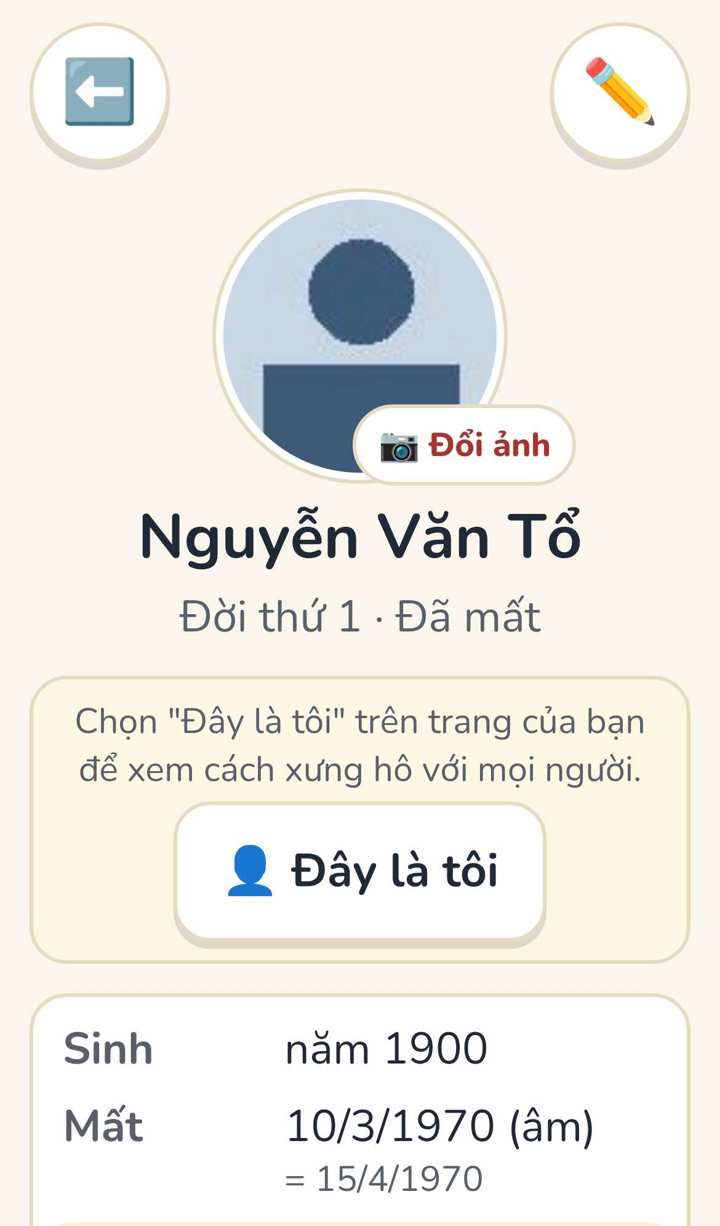 Đổi ảnh
Nguyễn Văn Tổ
Đời thứ 1 · Đã mất
Chọn "Đây là tôi" trên trang của bạn
để xem cách xưng hô với mọi người.
Đây là tôi
Sinh năm 1900
Mất 10/3/1970 (âm)
= 15/4/1970